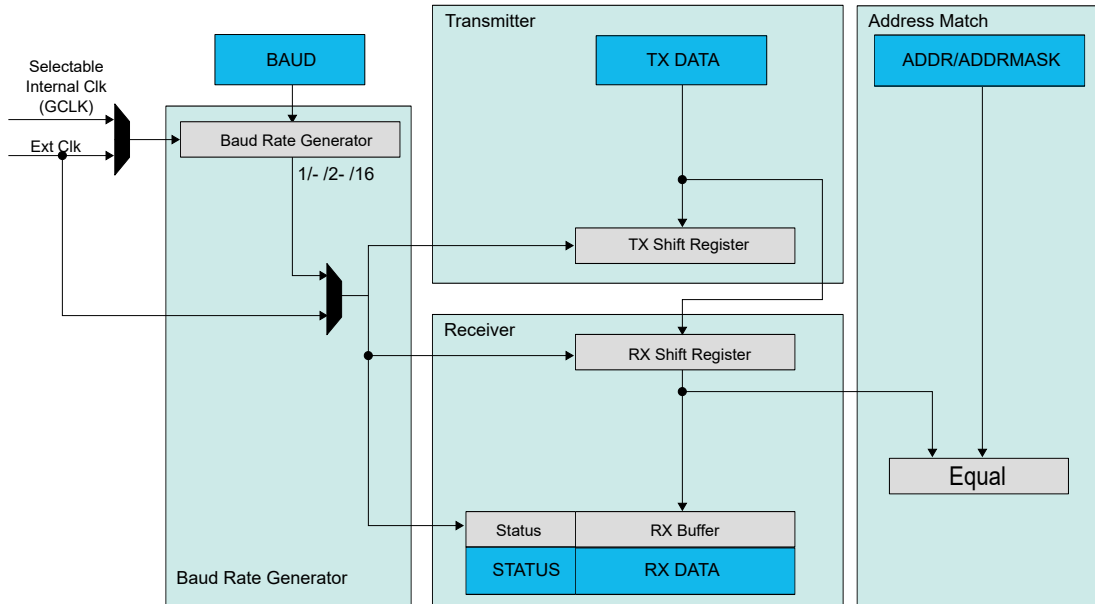 Transmitter
Address Match
BAUD
TX DATA
ADDR/ADDRMASK
Selectable
Internal Clk
(GCLK)
Ext Clk
Baud Rate Generator
1/- /2- /16
TX Shift Register
Receiver
RX Shift Register
Equal
Status
RX Buffer
STATUS
RX DATA
Baud Rate Generator